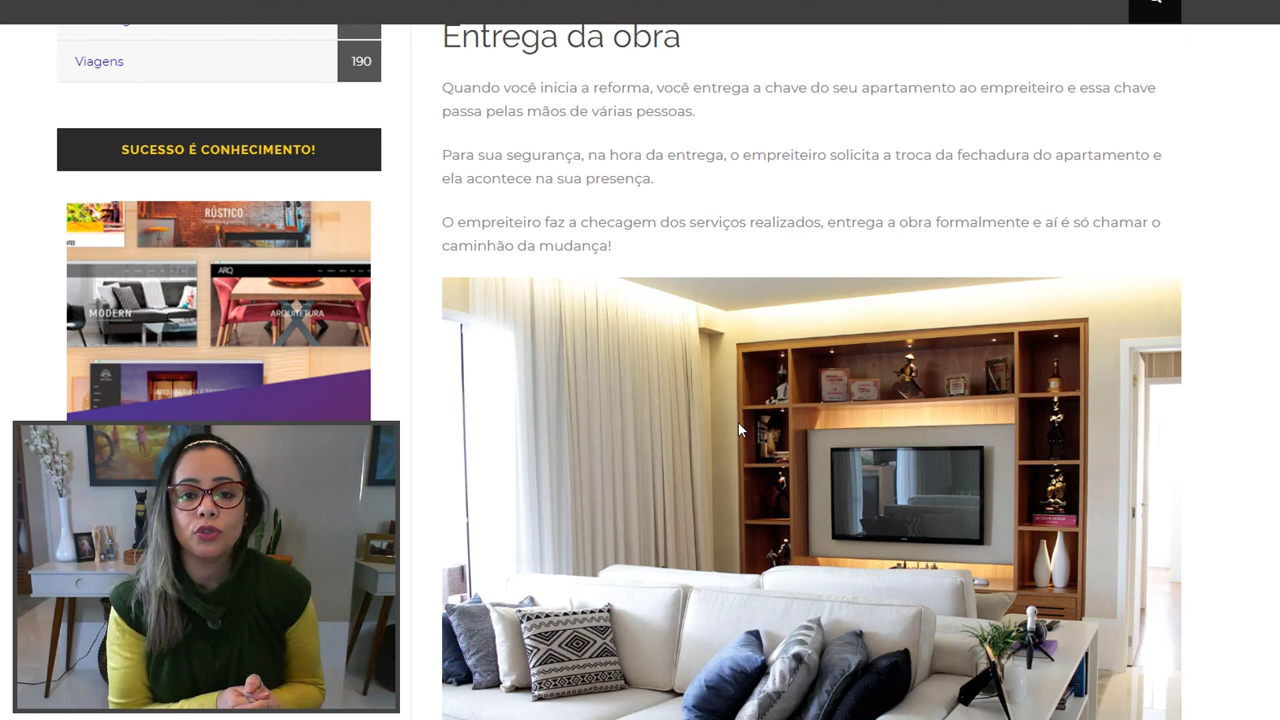 Viagens 190
SUCESSO É CONHECIMENTO!
RÚSTICO
ARQ
MODERN
ARQUITETURA
Entrega da obra
Quando você inicia a reforma, você entrega a chave do seu apartamento ao empreiteiro e essa chave
passa pelas mãos de várias pessoas.
Para sua segurança, na hora da entrega, o empreiteiro solicita a troca da fechadura do apartamento e
ela acontece na sua presença.
O empreiteiro faz a checagem dos serviços realizados, entrega a obra formalmente e aí é só chamar o
caminhão da mudança!